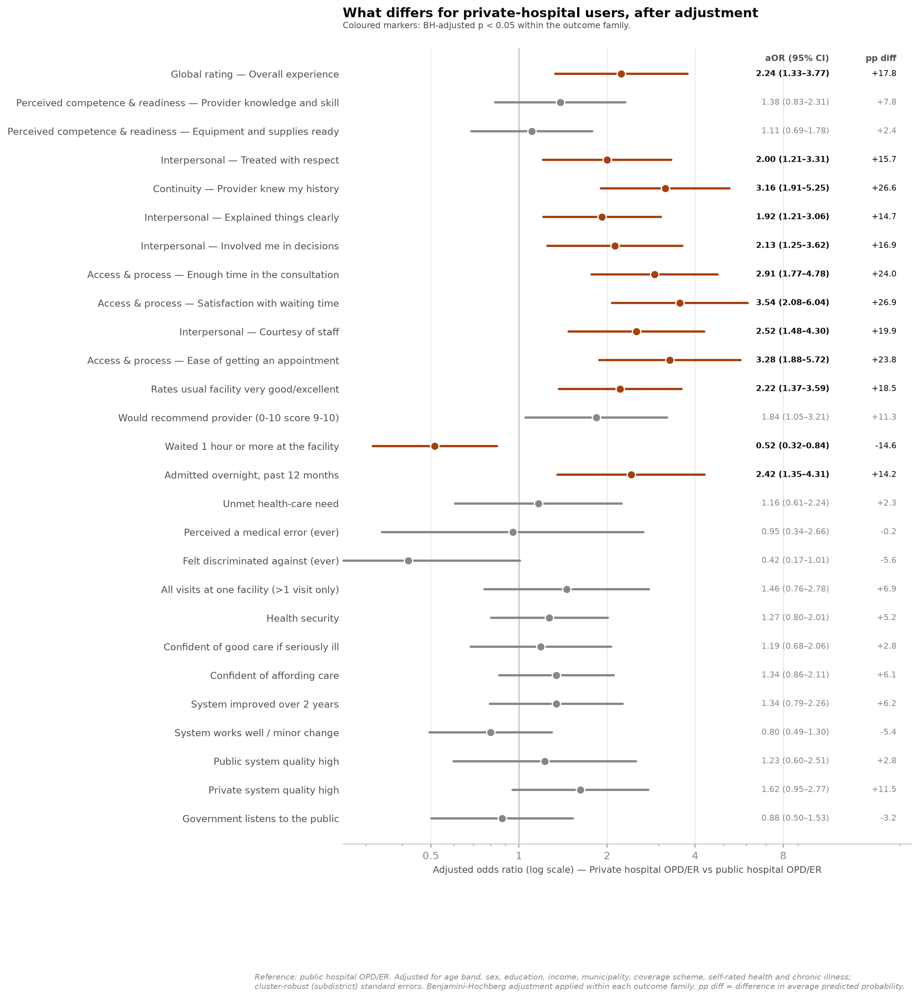 What differs for private-hospital users, after adjustment
Coloured markers: BH-adjusted p < 0.05 within the outcome family.
aOR (95% CI) pp diff
Global rating — Overall experience 2.24 (1.33–3.77) +17.8
Perceived competence & readiness — Provider knowledge and skill 1.38 (0.83–2.31) +7.8
Perceived competence & readiness — Equipment and supplies ready 1.11 (0.69–1.78) +2.4
Interpersonal — Treated with respect 2.00 (1.21–3.31) +15.7
Continuity — Provider knew my history 3.16 (1.91–5.25) +26.6
Interpersonal — Explained things clearly 1.92 (1.21–3.06) +14.7
Interpersonal — Involved me in decisions 2.13 (1.25–3.62) +16.9
Access & process — Enough time in the consultation 2.91 (1.77–4.78) +24.0
Access & process — Satisfaction with waiting time 3.54 (2.08–6.04) +26.9
Interpersonal — Courtesy of staff 2.52 (1.48–4.30) +19.9
Access & process — Ease of getting an appointment 3.28 (1.88–5.72) +23.8
Rates usual facility very good/excellent 2.22 (1.37–3.59) +18.5
Would recommend provider (0-10 score 9-10) 1.84 (1.05–3.21) +11.3
Waited 1 hour or more at the facility 0.52 (0.32–0.84) -14.6
Admitted overnight, past 12 months 2.42 (1.35–4.31) +14.2
Unmet health-care need 1.16 (0.61–2.24) +2.3
Perceived a medical error (ever) 0.95 (0.34–2.66) -0.2
Felt discriminated against (ever) 0.42 (0.17–1.01) -5.6
All visits at one facility (>1 visit only) 1.46 (0.76–2.78) +6.9
Health security 1.27 (0.80–2.01) +5.2
Confident of good care if seriously ill 1.19 (0.68–2.06) +2.8
Confident of affording care 1.34 (0.86–2.11) +6.1
System improved over 2 years 1.34 (0.79–2.26) +6.2
System works well / minor change 0.80 (0.49–1.30) -5.4
Public system quality high 1.23 (0.60–2.51) +2.8
Private system quality high 1.62 (0.95–2.77) +11.5
Government listens to the public 0.88 (0.50–1.53) -3.2
0.5 1 2 4 8
Adjusted odds ratio (log scale) — Private hospital OPD/ER vs public hospital OPD/ER
Reference: public hospital OPD/ER. Adjusted for age band, sex, education, income, municipality, coverage scheme, self-rated health and chronic illness;
cluster-robust (subdistrict) standard errors. Benjamini-Hochberg adjustment applied within each outcome family. pp diff = difference in average predicted probability.